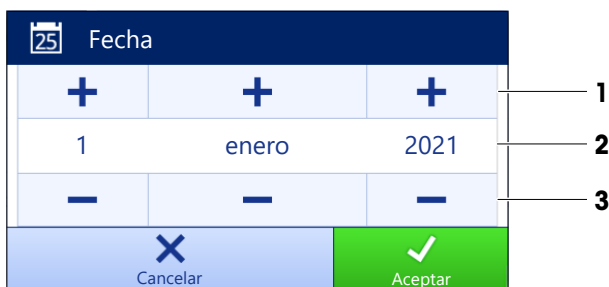 25 Fecha
+ + + 1
1 enero 2021 2
− − − 3
Cancelar Aceptar